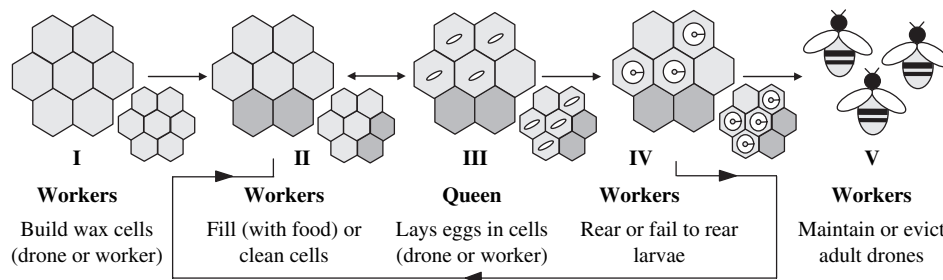 I
II
III
IV
V
Workers
Workers
Queen
Workers
Workers
Build wax cells
(drone or worker)
Fill (with food) or
clean cells
Lays eggs in cells
(drone or worker)
Rear or fail to rear
larvae
Maintain or evict
adult drones